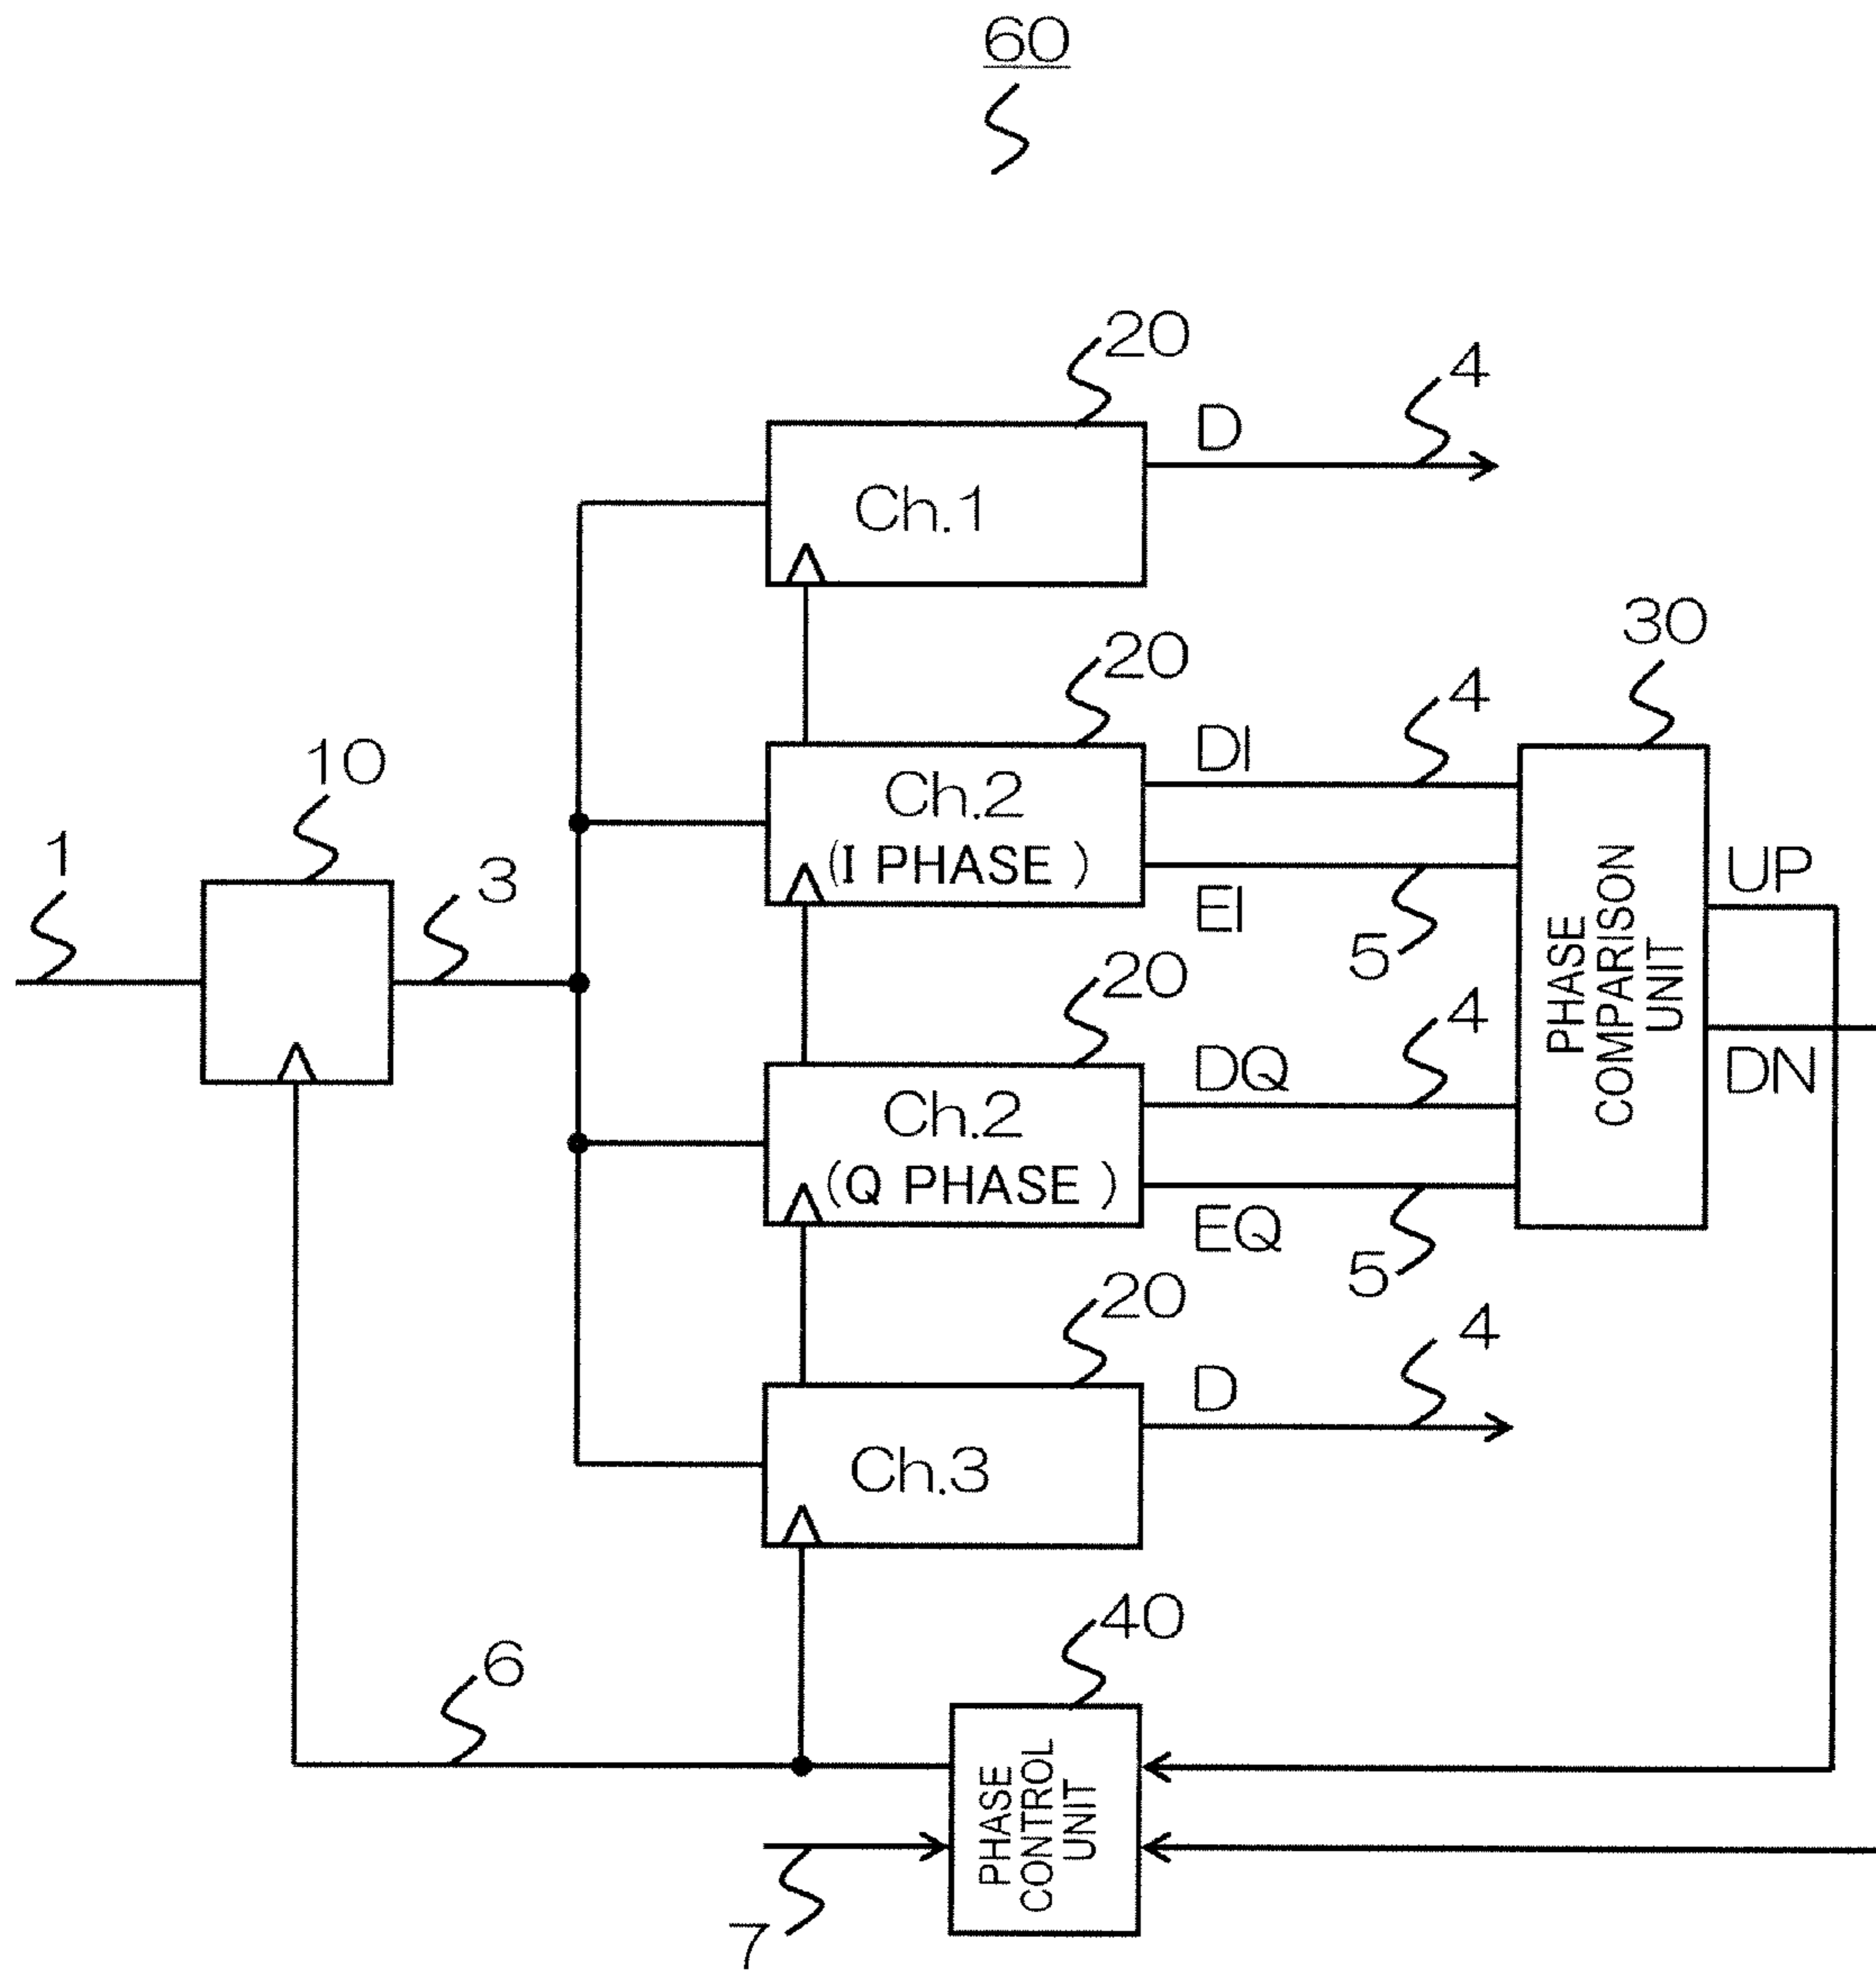 60
20
D
4
Ch.1
20
DI
4
30
Ch.2
(I PHASE )
EI
5
10
1
3
PHASE
COMPARISON
UNIT
UP
DN
20
DQ
4
Ch.2
(Q PHASE )
EQ
5
20
D
4
Ch.3
40
6
PHASE
CONTROL
UNIT
7